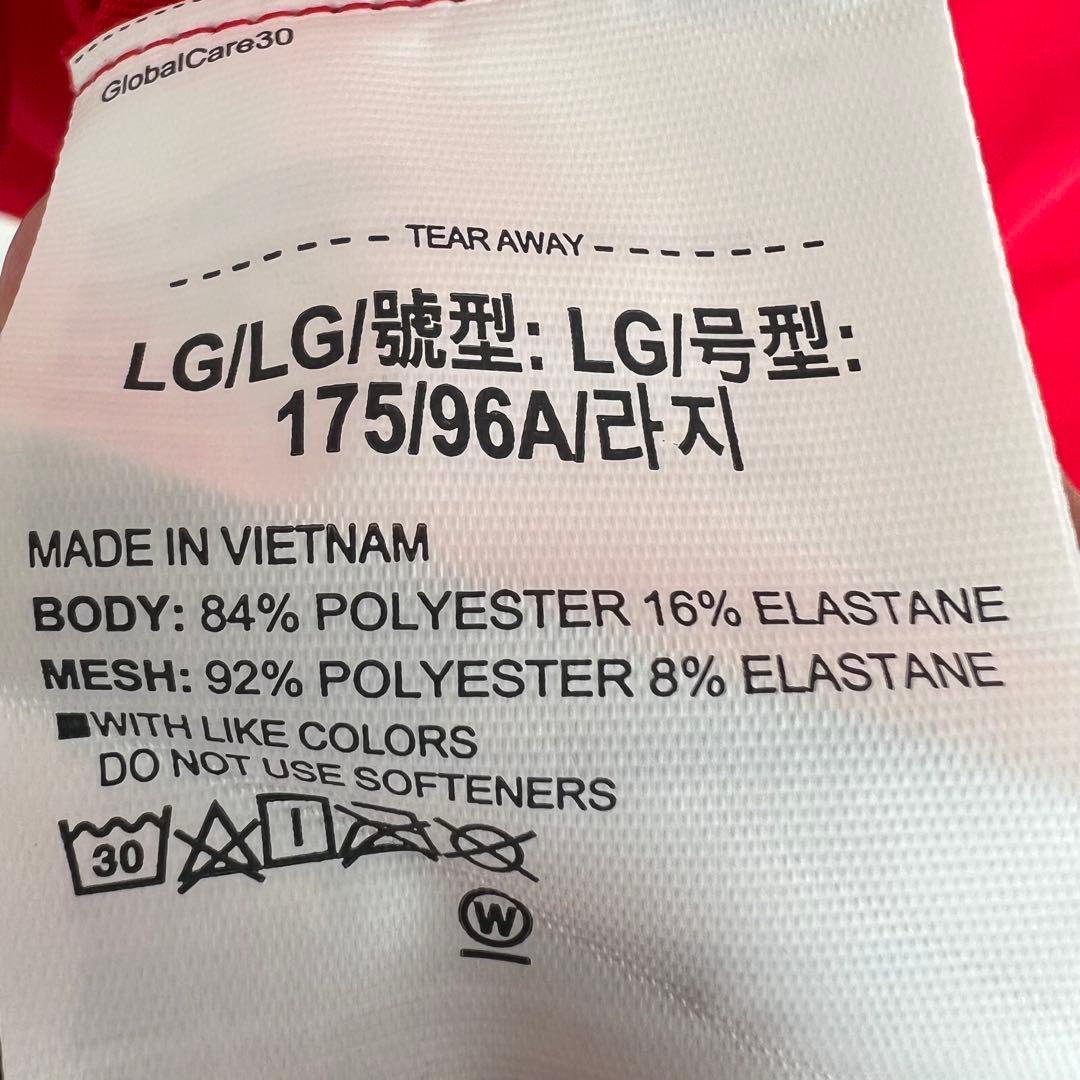 GlobalCare30
TEAR AWAY
LG/LG/號型: LG/号型:
175/96A/라지
MADE IN VIETNAM
BODY: 84% POLYESTER 16% ELASTANE
MESH: 92% POLYESTER 8% ELASTANE
■WITH LIKE COLORS
DO NOT USE SOFTENERS
30
W